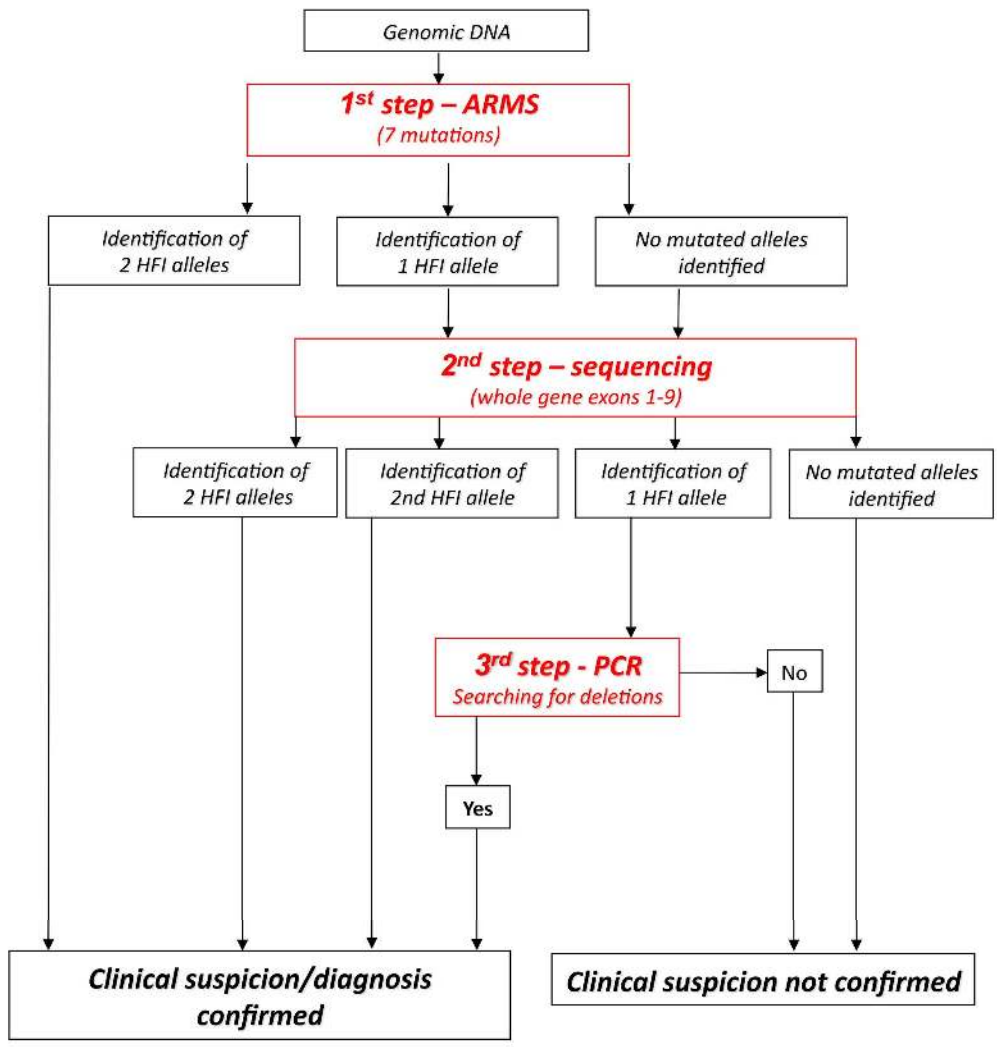 Genomic DNA
1st step – ARMS
(7 mutations)
Identification of
2 HFI alleles
Identification of
1 HFI allele
No mutated alleles
identified
2nd step – sequencing
(whole gene exons 1-9)
Identification of
2 HFI alleles
Identification of
2nd HFI allele
Identification of
1 HFI allele
No mutated alleles
identified
3rd step - PCR
Searching for deletions
No
Yes
Clinical suspicion/diagnosis
confirmed
Clinical suspicion not confirmed